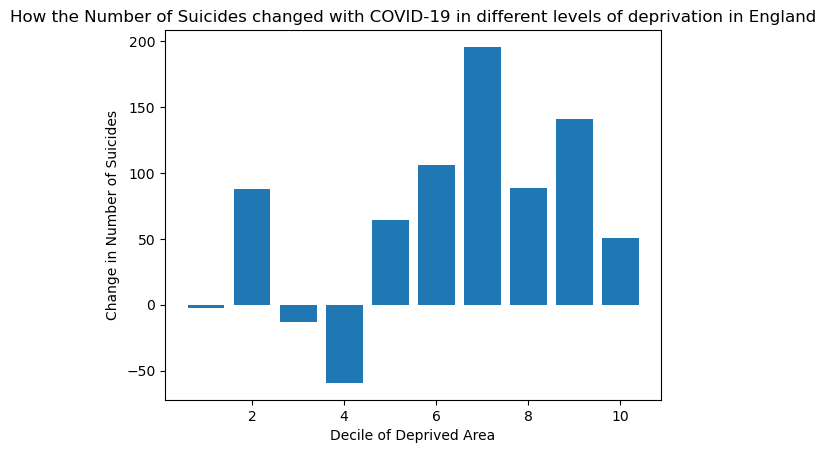 How the Number of Suicides changed with COVID-19 in different levels of deprivation in England
200
150
100
50
0
−50
Change in Number of Suicides
2 4 6 8 10
Decile of Deprived Area